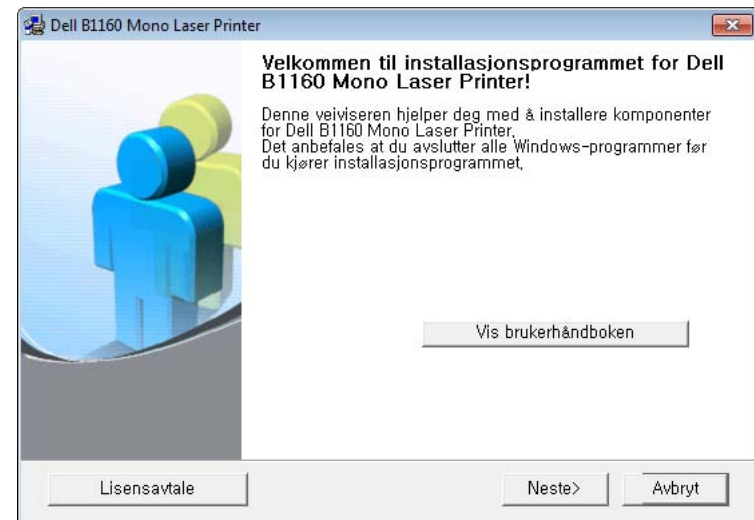 Dell B1160 Mono Laser Printer
Velkommen til installasjonsprogrammet for Dell
B1160 Mono Laser Printer!
Denne veiviseren hjelper deg med å installere komponenter
for Dell B1160 Mono Laser Printer,
Det anbefales at du avslutter alle Windows-programmer før
du kjører installasjonsprogrammet,
Vis brukerhåndboken
Lisensavtale
Neste>
Avbryt